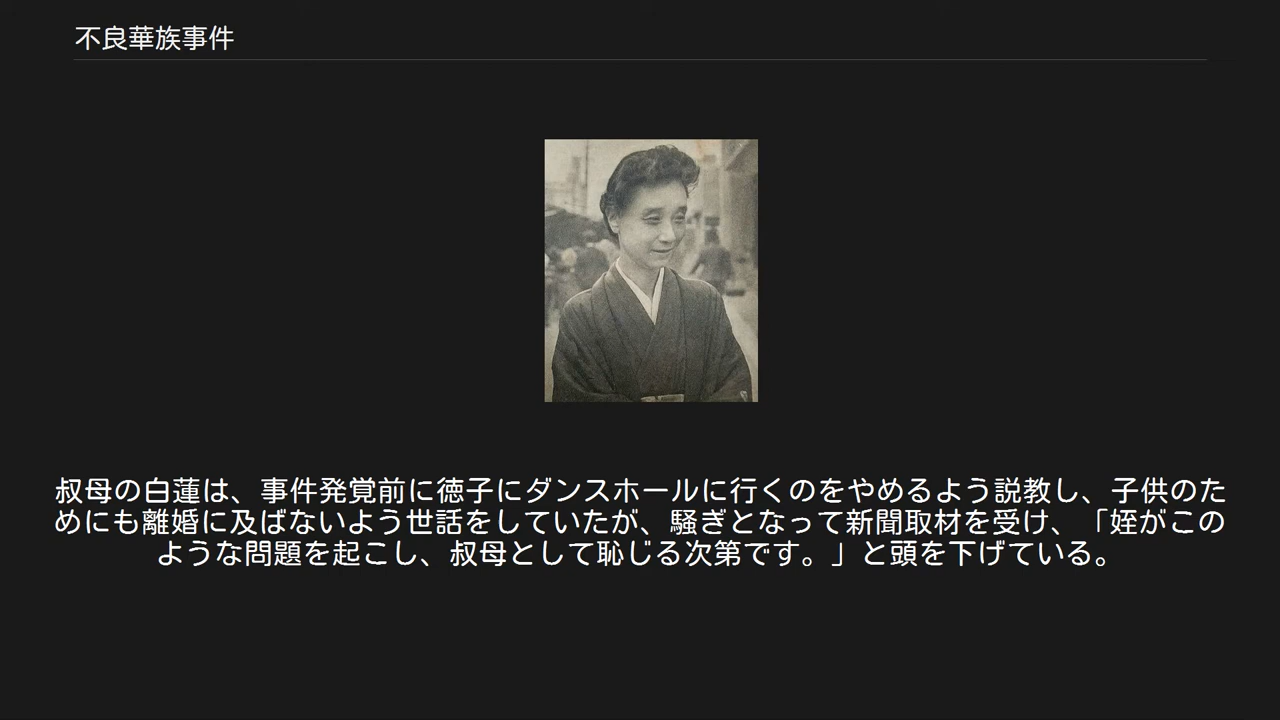 不良華族事件
叔母の白蓮は、事件発覚前に徳子にダンスホールに行くのをやめるよう説教し、子供のた
めにも離婚に及ばないよう世話をしていたが、騒ぎとなって新聞取材を受け、「姪がこの
ような問題を起こし、叔母として恥じる次第です。」と頭を下げている。